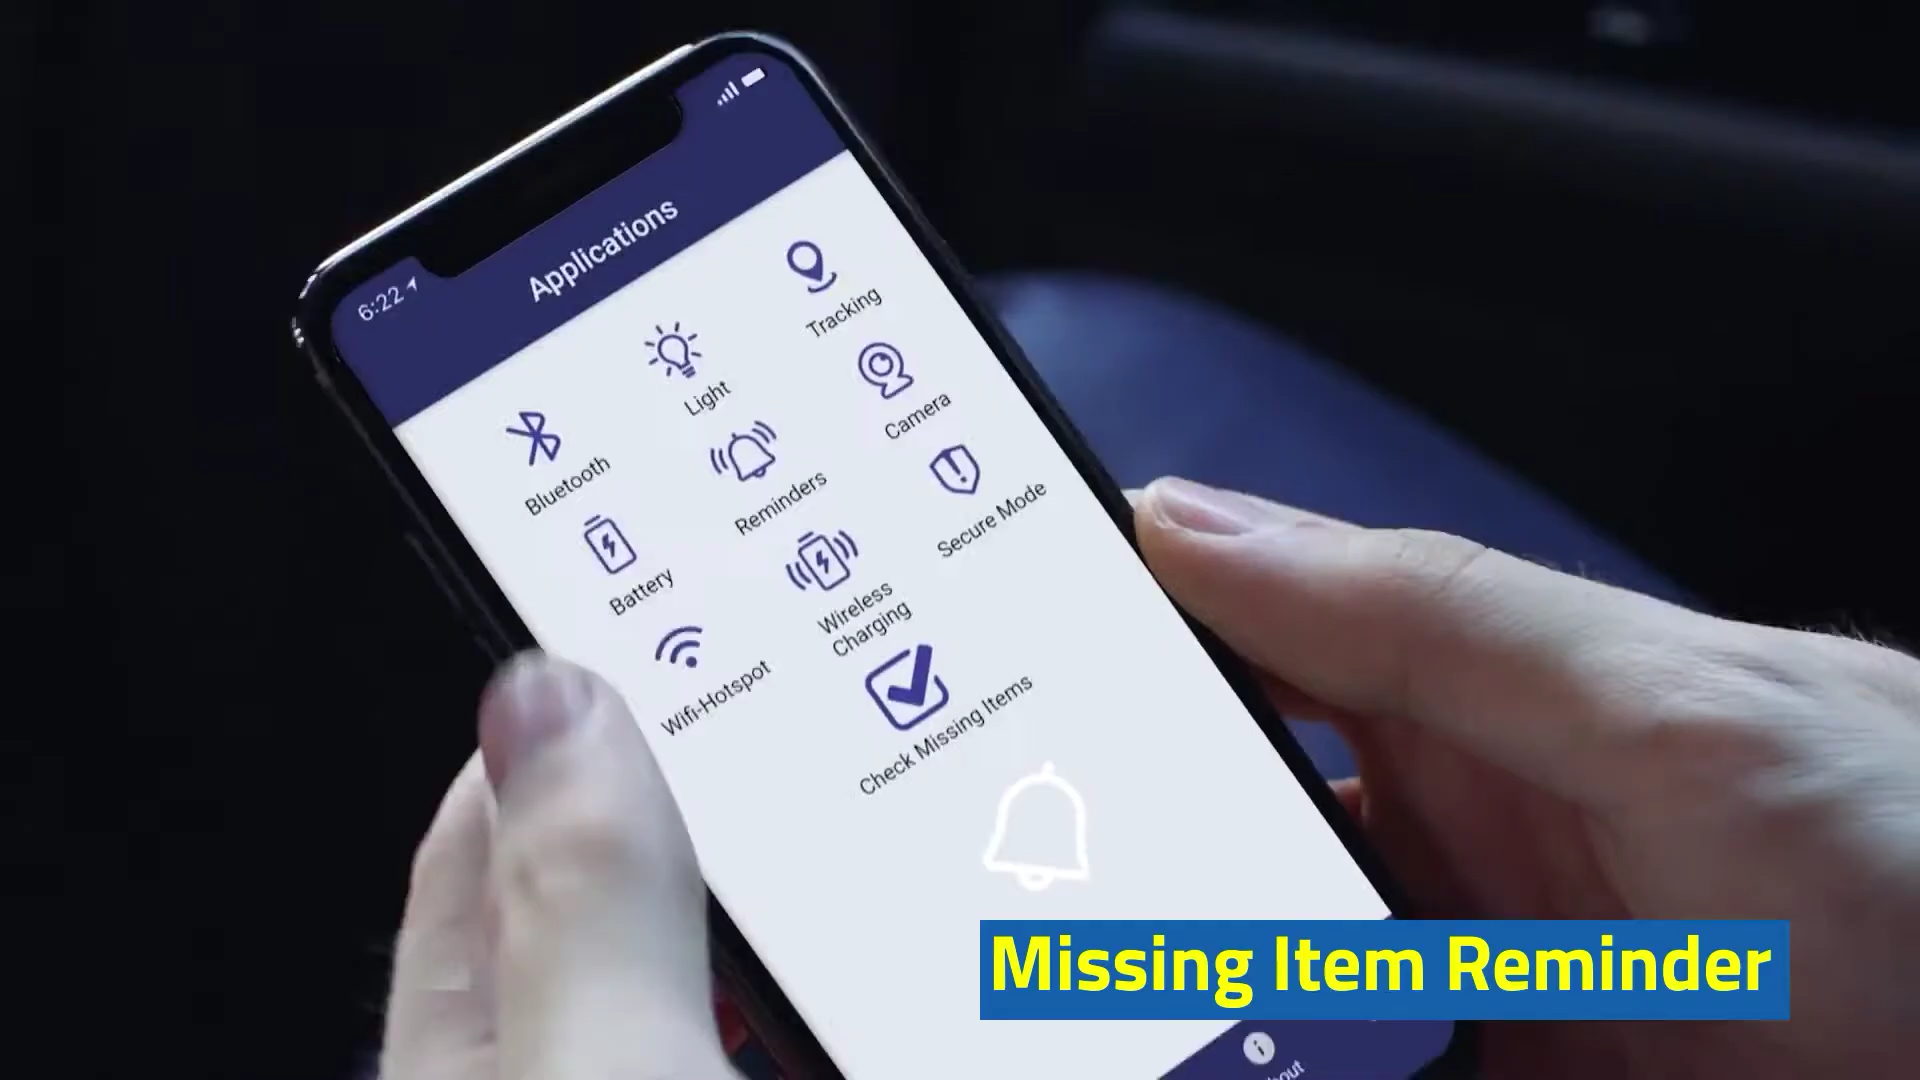 6:22
Applications
Bluetooth
Light
Tracking
Battery
Reminders
Camera
Wifi-Hotspot
Wireless
Charging
Secure Mode
Check Missing Items
Missing Item Reminder